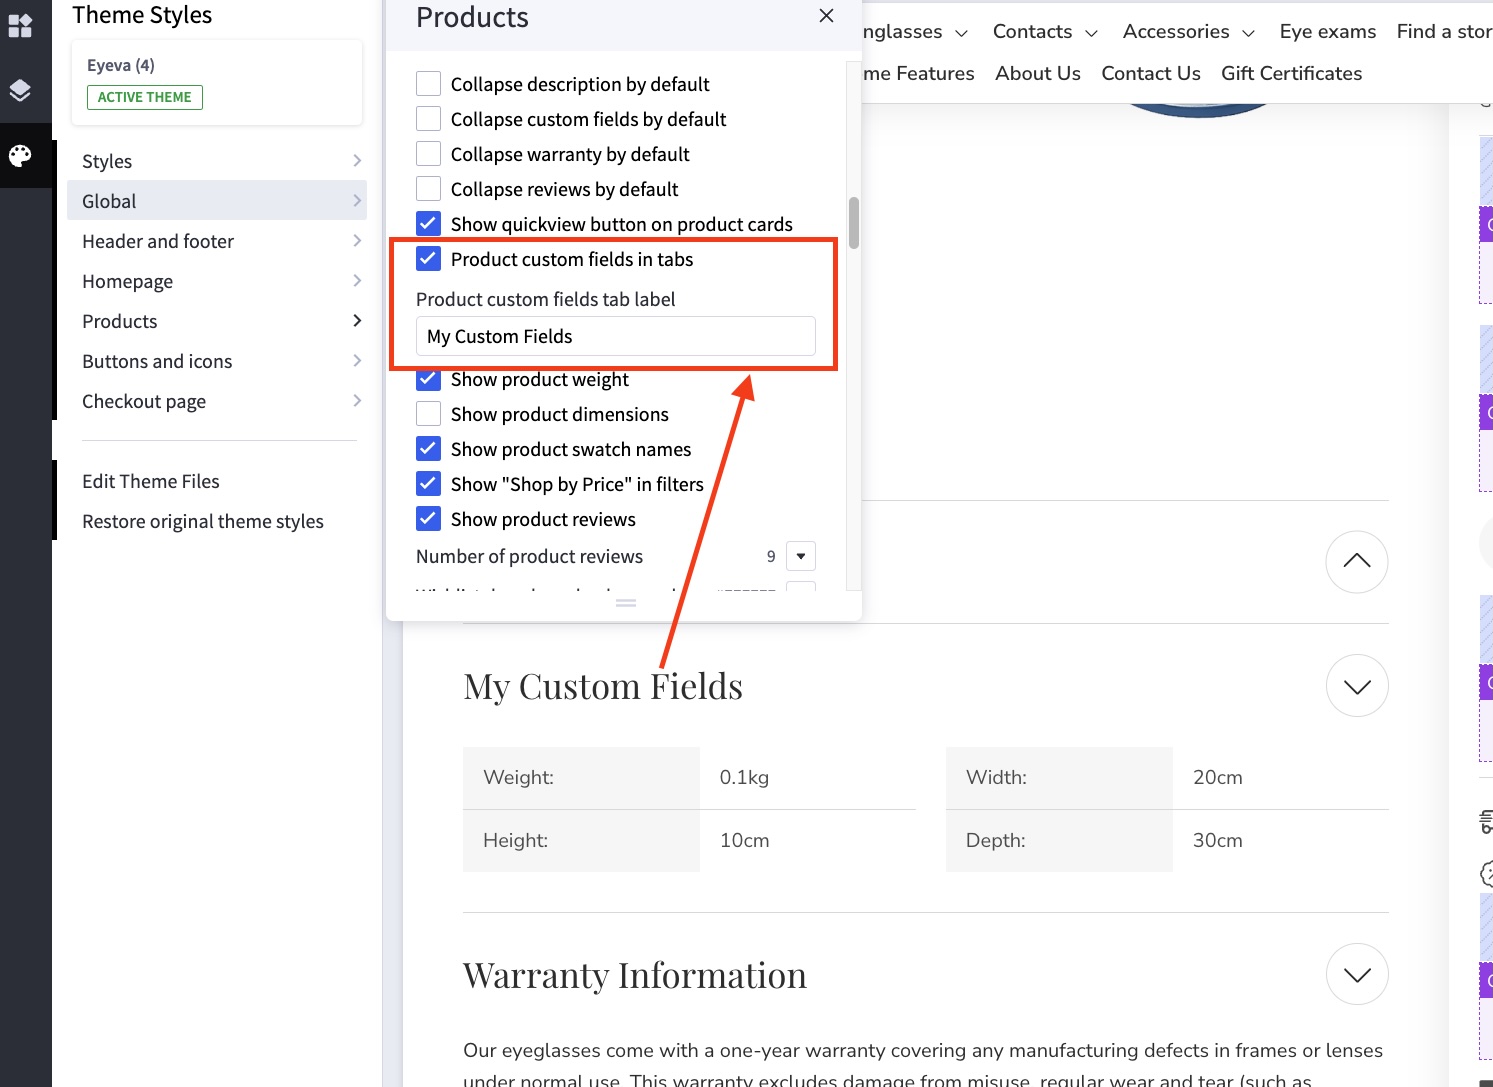 Theme Styles
Eyeva (4)
ACTIVE THEME
Styles
Global
Header and footer
Homepage
Products
Buttons and icons
Checkout page
Edit Theme Files
Restore original theme styles
Products
Collapse description by default
Collapse custom fields by default
Collapse warranty by default
Collapse reviews by default
Show quickview button on product cards
Product custom fields in tabs
Product custom fields tab label
My Custom Fields
Show product weight
Show product dimensions
Show product swatch names
Show "Shop by Price" in filters
Show product reviews
Number of product reviews 9
nglasses Contacts Accessories Eye exams Find a stor
me Features About Us Contact Us Gift Certificates
My Custom Fields
Weight: 0.1kg Width: 20cm
Height: 10cm Depth: 30cm
Warranty Information
Our eyeglasses come with a one-year warranty covering any manufacturing defects in frames or lenses
under normal use. This warranty excludes damage from misuse, regular wear and tear (such as